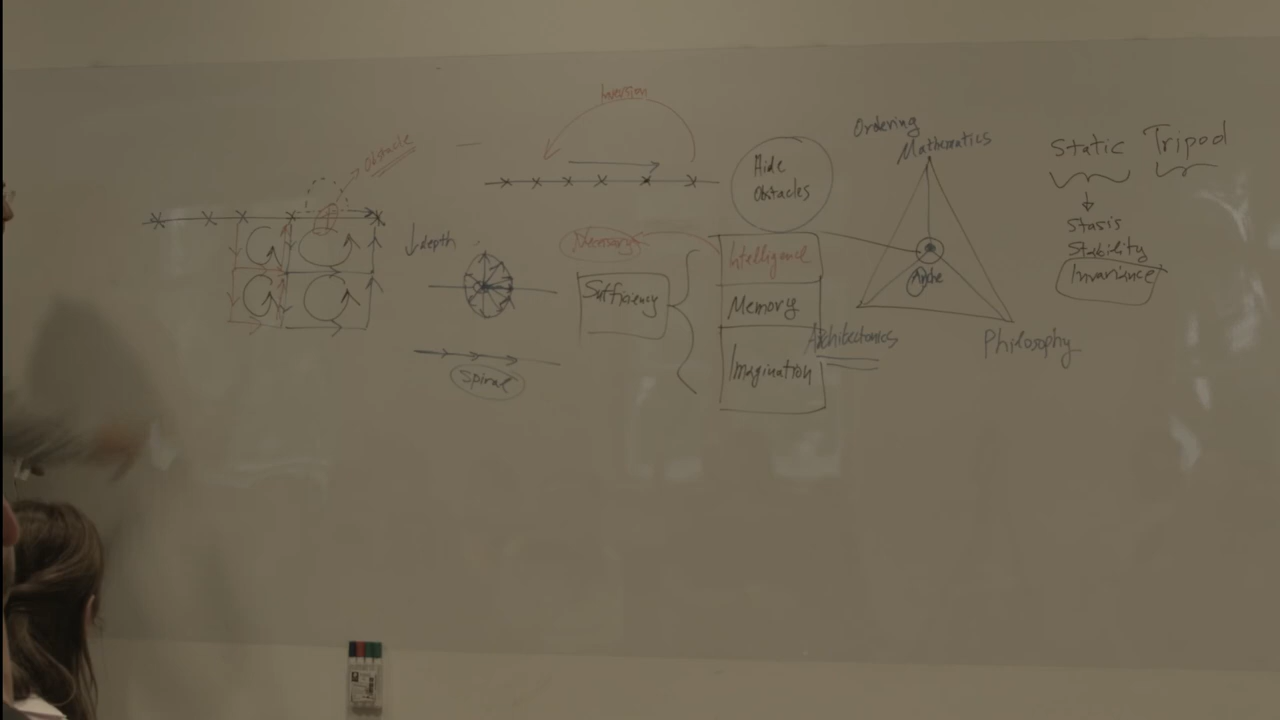 Inversion
Obstacle
Hide
Obstacles
Ordering
Mathematics
Static
Tripod
Stasis
Stability
Invariance
depth
Necessary
Intelligence
Sufficiency
Memory
Imagination
Arche
Architectonics
Philosophy
Spiral